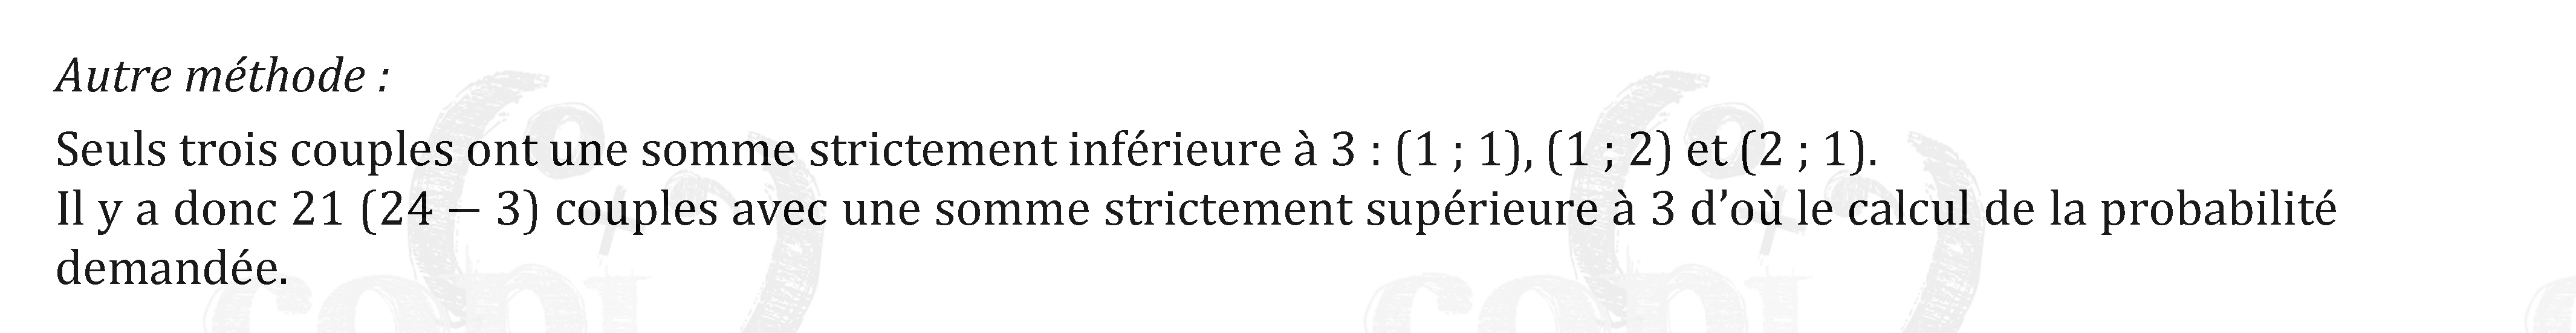 Autre méthode :
Seuls trois couples ont une somme strictement inférieure à 3 : (1 ; 1), (1 ; 2) et (2 ; 1).
Il y a donc 21 (24 − 3) couples avec une somme strictement supérieure à 3 d’où le calcul de la probabilité
demandée.